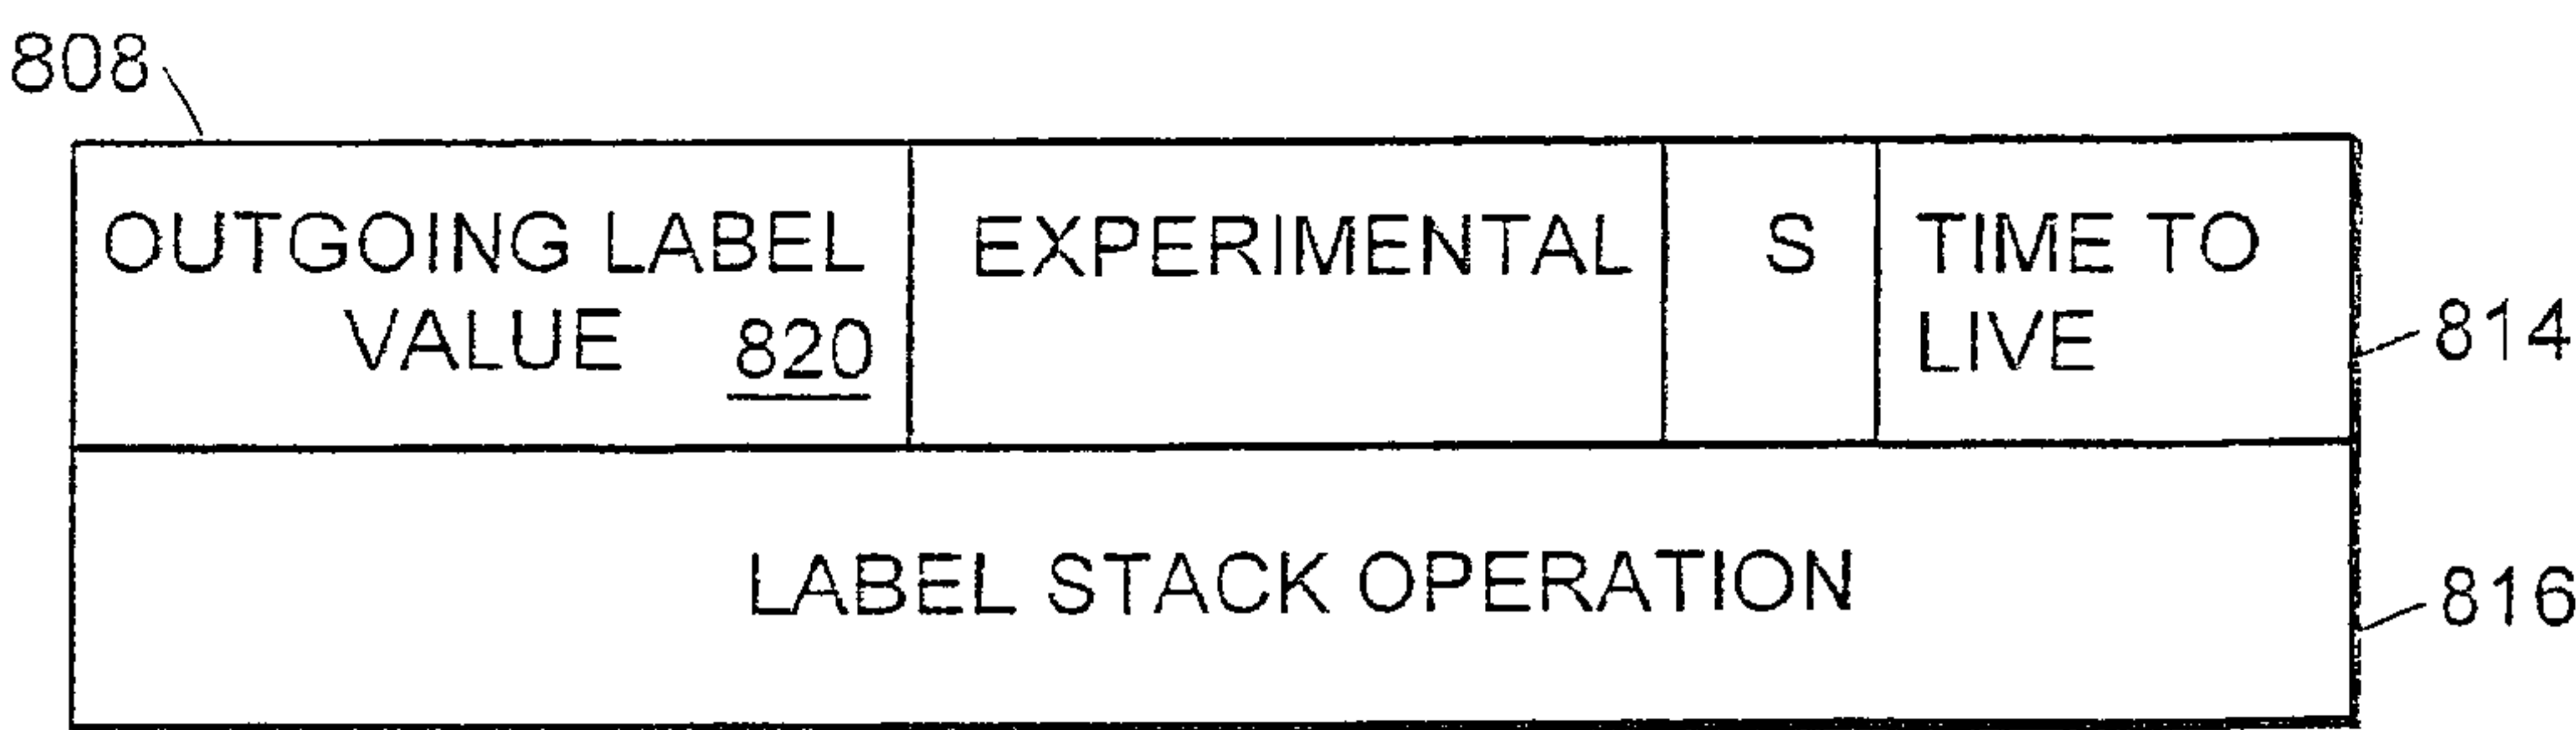 808
OUTGOING LABEL VALUE 820
EXPERIMENTAL
S
TIME TO LIVE
814
LABEL STACK OPERATION
816